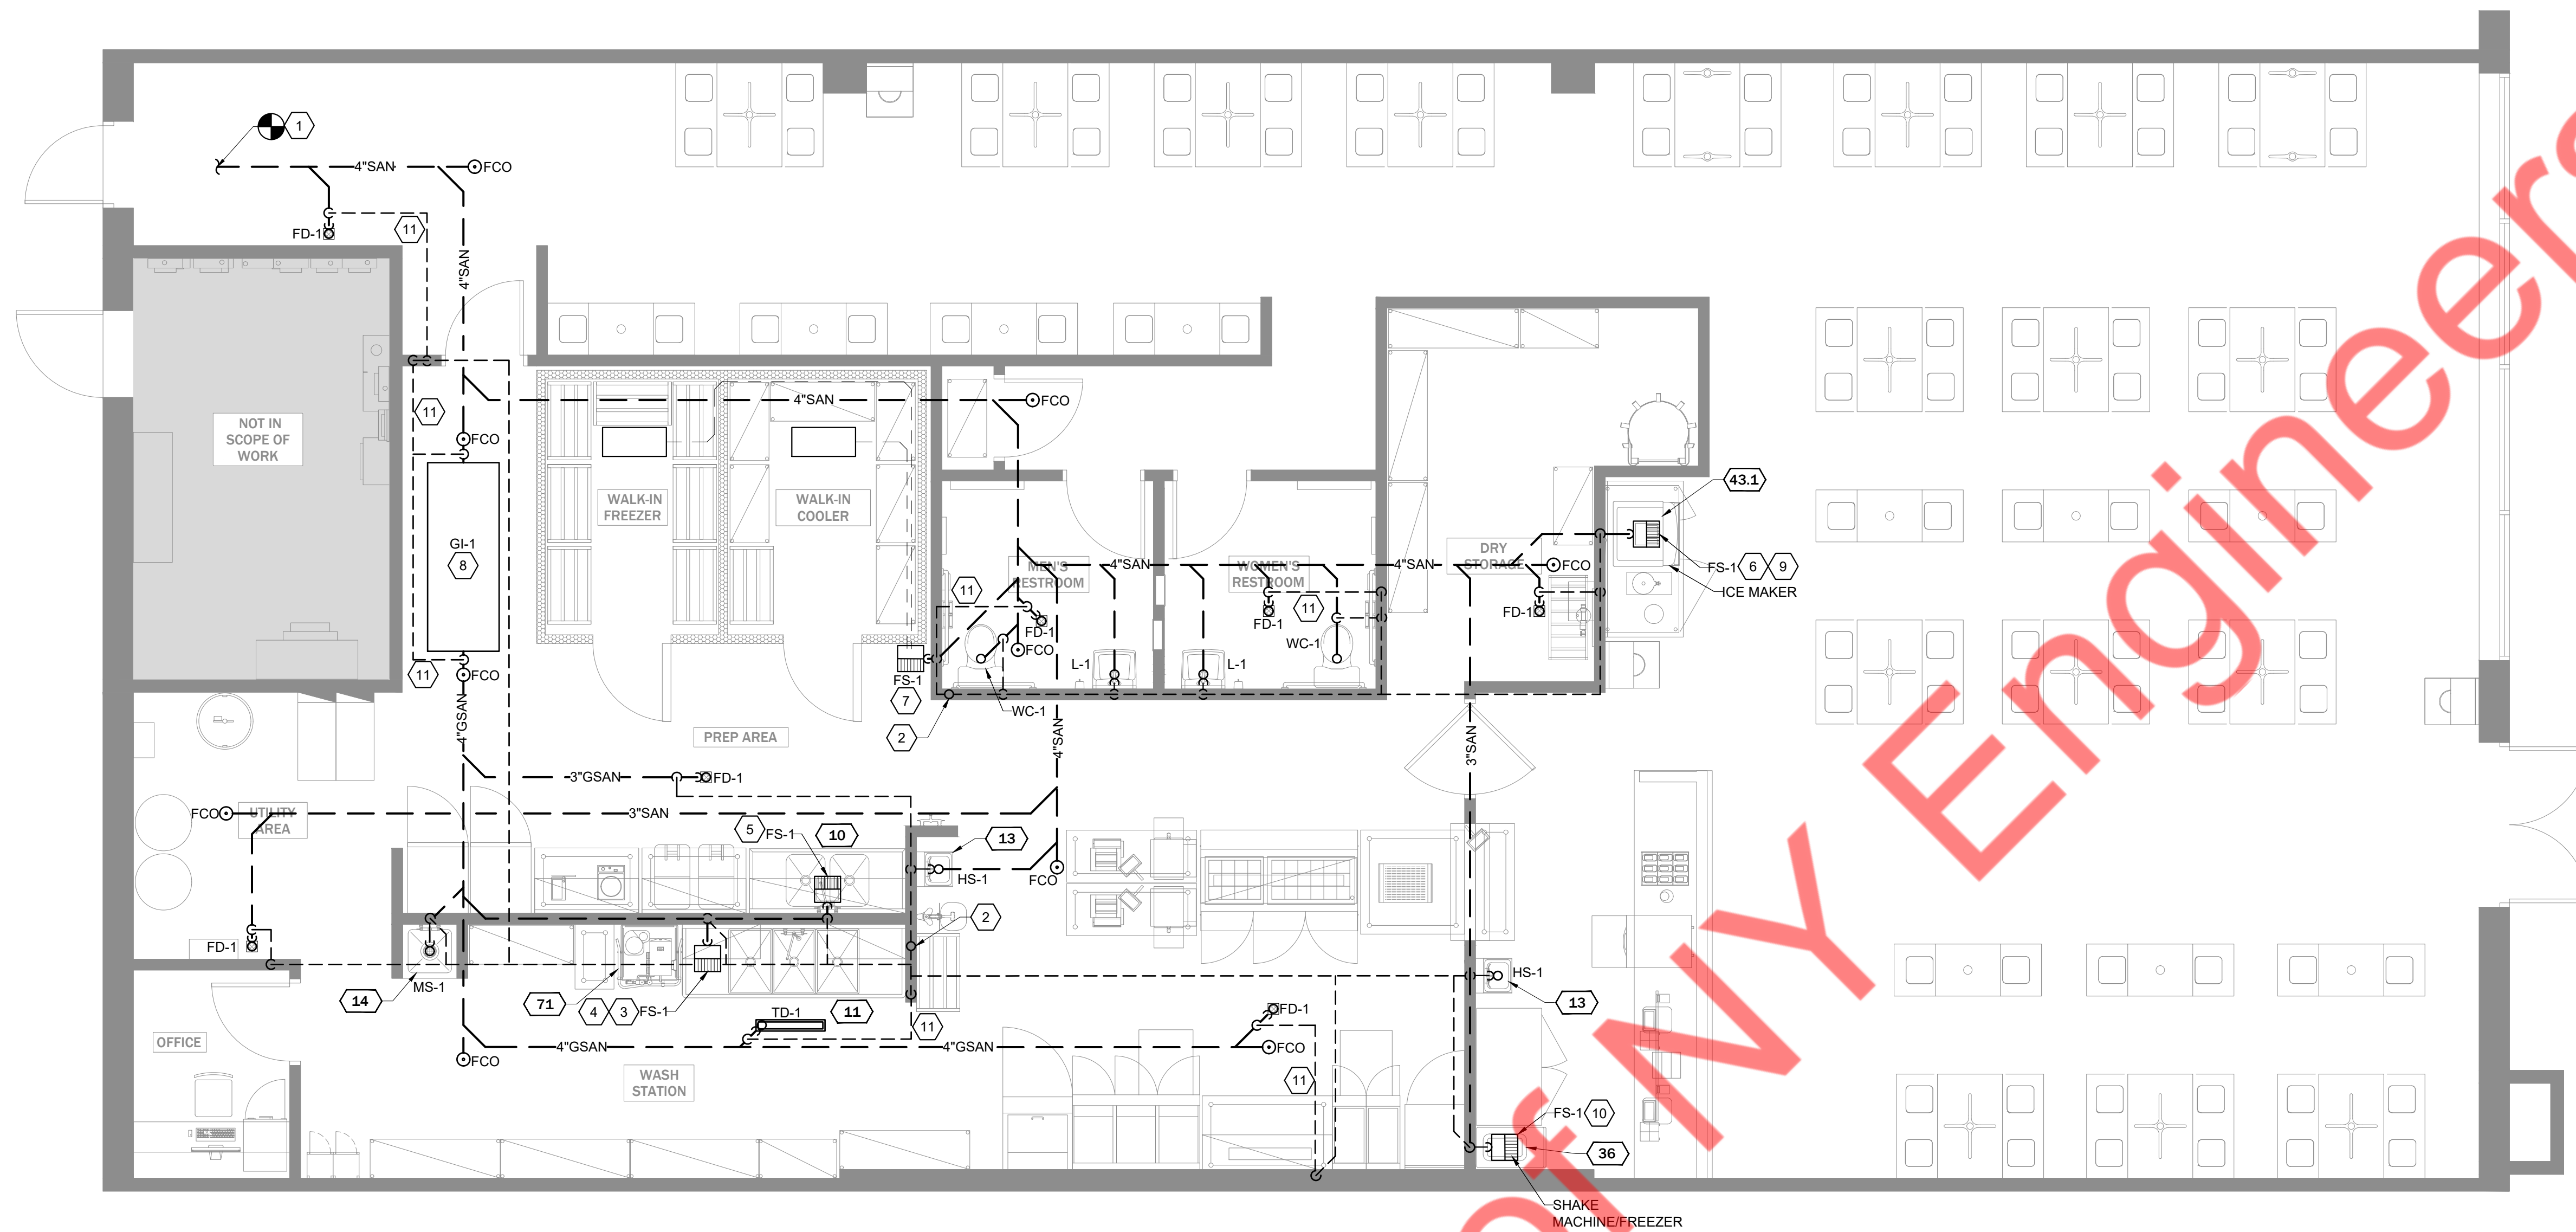 1
4"SAN
FCO
FD-1
11
4"SAN
NOT IN
SCOPE OF
WORK
11
FCO
4"SAN
FCO
WALK-IN
FREEZER
WALK-IN
COOLER
GI-1
8
43.1
MEN'S
RESTROOM
4"SAN
WOMEN'S
RESTROOM
4"SAN
DRY
STORAGE
FCO
FS-1
6
9
ICE MAKER
11
FD-1
FCO
11
FD-1
WC-1
FD-1
L-1
L-1
11
FCO
FS-1
7
WC-1
2
4"GSAN
PREP AREA
4"SAN
3"SAN
3"GSAN
FD-1
FCO
UTILITY
AREA
3"SAN
5
FS-1
10
13
HS-1
FCO
2
FD-1
14
MS-1
71
4
3
FS-1
TD-1
11
11
HS-1
13
FD-1
OFFICE
FCO
4"GSAN
4"GSAN
FCO
WASH
STATION
11
FS-1
10
36
SHAKE
MACHINE/FREEZER
of NY Engineers